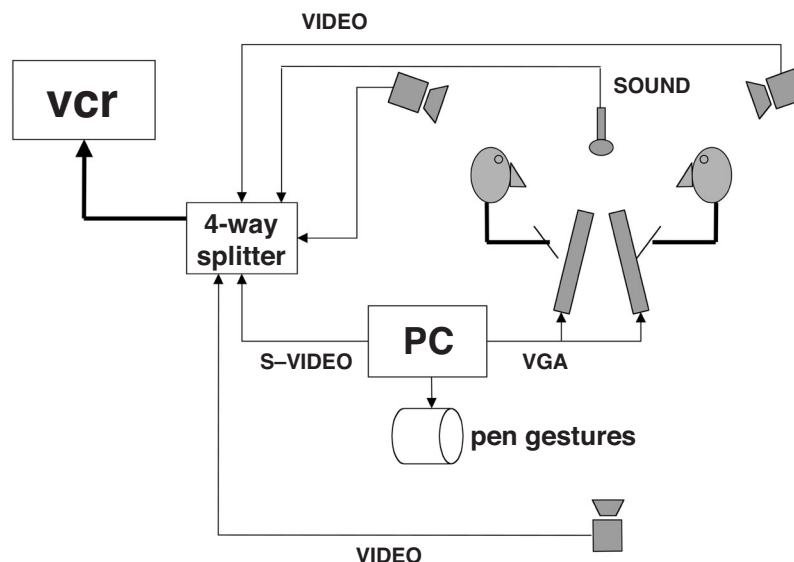 VIDEO
vcr
SOUND
4-way
splitter
PC
S–VIDEO
VGA
pen gestures
VIDEO